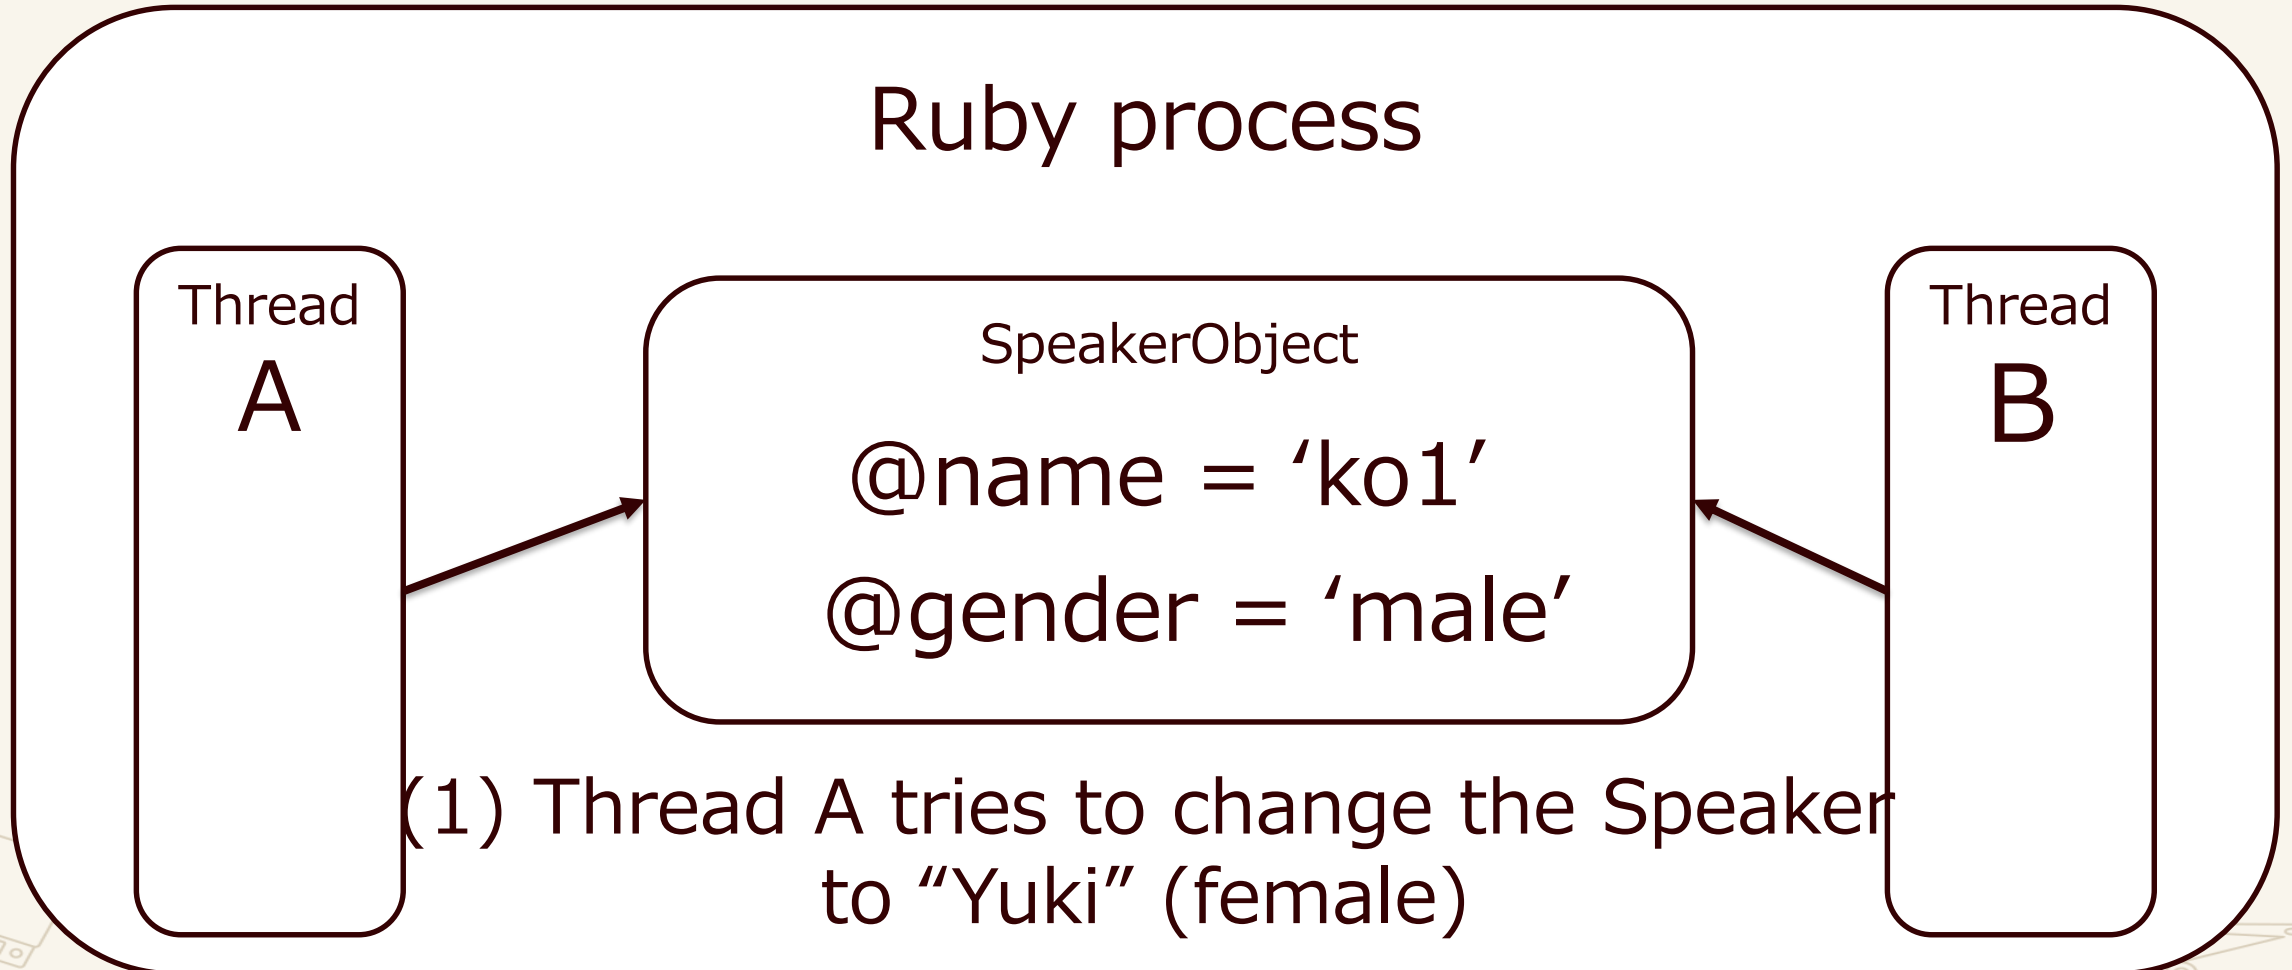 Ruby process
Thread
A
SpeakerObject
@name = ‘ko1’
@gender = ‘male’
Thread
B
(1) Thread A tries to change the Speaker
to “Yuki” (female)